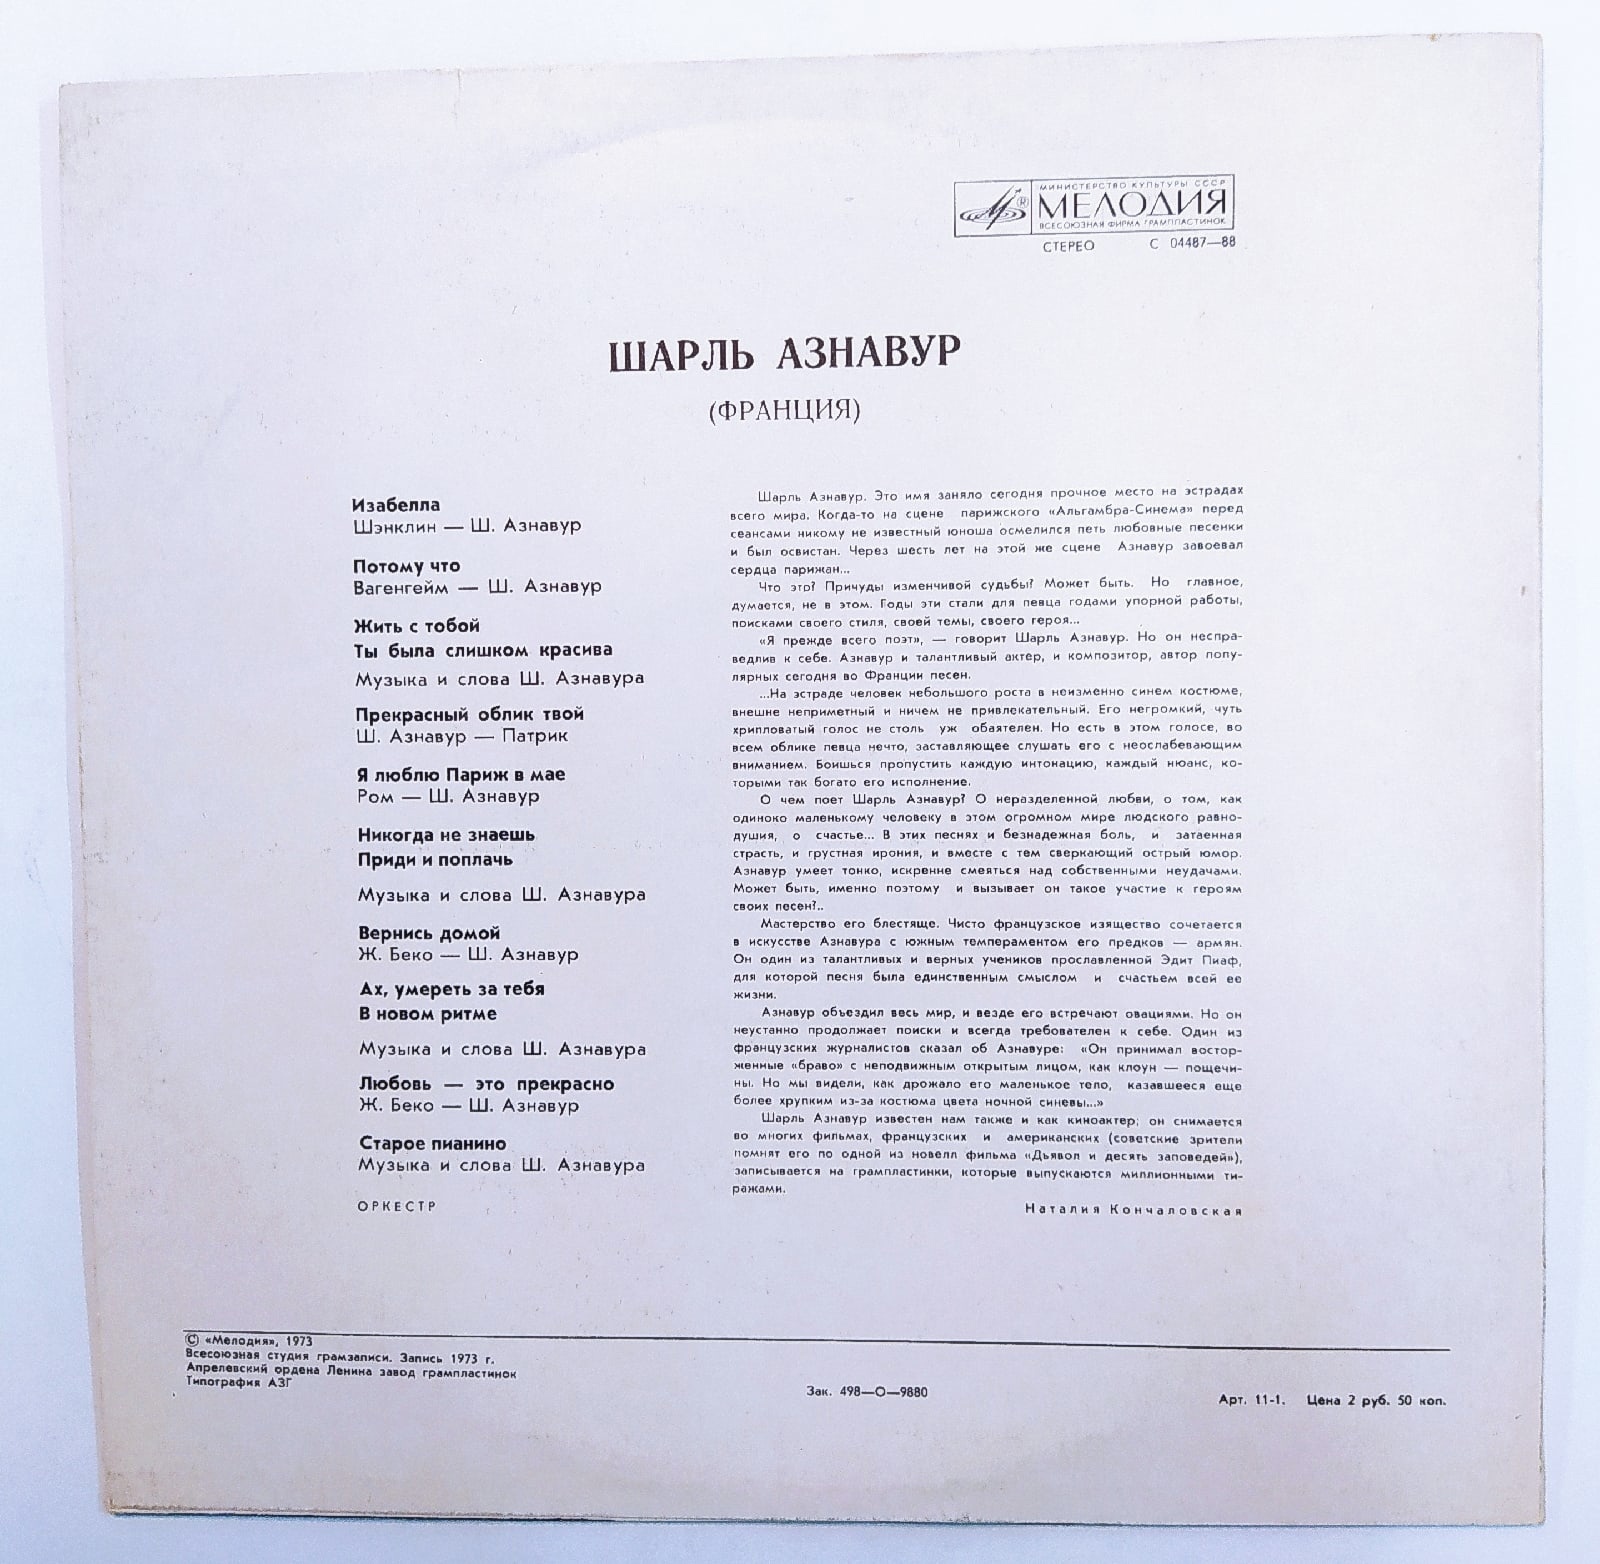 МИНИСТЕРСТВО КУЛЬТУРЫ СССР
МЕЛОДИЯ
ВСЕСОЮЗНАЯ ФИРМА ГРАМПЛАСТИНОК
СТЕРЕО С 04487—88
ШАРЛЬ АЗНАВУР
(ФРАНЦИЯ)
Изабелла
Шэнклин — Ш. Азнавур
Потому что
Вагенгейм — Ш. Азнавур
Жить с тобой
Ты была слишком красива
Музыка и слова Ш. Азнавура
Прекрасный облик твой
Ш. Азнавур — Патрик
Я люблю Париж в мае
Ром — Ш. Азнавур
Никогда не знаешь
Приди и поплачь
Музыка и слова Ш. Азнавура
Вернись домой
Ж. Беко — Ш. Азнавур
Ах, умереть за тебя
В новом ритме
Музыка и слова Ш. Азнавура
Любовь — это прекрасно
Ж. Беко — Ш. Азнавур
Старое пианино
Музыка и слова Ш. Азнавура
ОРКЕСТР
Шарль Азнавур. Это имя заняло сегодня прочное место на эстрадах
всего мира. Когда-то на сцене парижского «Альгамбра-Синема» перед
сеансами никому не известный юноша осмелился петь любовные песенки
и был освистан. Через шесть лет на этой же сцене Азнавур завоевал
сердца парижан...
Что это? Причуды изменчивой судьбы? Может быть. Но главное,
думается, не в этом. Годы эти стали для певца годами упорной работы,
поисками своего стиля, своей темы, своего героя...
«Я прежде всего поэт», — говорит Шарль Азнавур. Но он неспра-
ведлив к себе. Азнавур и талантливый актер, и композитор, автор попу-
лярных сегодня во Франции песен.
...На эстраде человек небольшого роста в неизменно синем костюме,
внешне неприметный и ничем не привлекательный. Его негромкий, чуть
хрипловатый голос не столь уж обаятелен. Но есть в этом голосе, во
всем облике певца нечто, заставляющее слушать его с неослабевающим
вниманием. Боишься пропустить каждую интонацию, каждый нюанс, ко-
торыми так богато его исполнение.
О чем поет Шарль Азнавур? О неразделенной любви, о том, как
одиноко маленькому человеку в этом огромном мире людского равно-
душия, о счастье... В этих песнях и безнадежная боль, и затаенная
страсть, и грустная ирония, и вместе с тем сверкающий острый юмор.
Азнавур умеет тонко, искренне смеяться над собственными неудачами.
Может быть, именно поэтому и вызывает он такое участие к героям
своих песен?..
Мастерство его блестяще. Чисто французское изящество сочетается
в искусстве Азнавура с южным темпераментом его предков — армян.
Он один из талантливых и верных учеников прославленной Эдит Пиаф,
для которой песня была единственным смыслом и счастьем всей ее
жизни.
Азнавур объездил весь мир, и везде его встречают овациями. Но он
неустанно продолжает поиски и всегда требователен к себе. Один из
французских журналистов сказал об Азнавуре: «Он принимал востор-
женные «браво» с неподвижным открытым лицом, как клоун — пощечи-
ны. Но мы видели, как дрожало его маленькое тело, казавшееся еще
более хрупким из-за костюма цвета ночной синевы...»
Шарль Азнавур известен нам также и как киноактер; он снимается
во многих фильмах, французских и американских (советские зрители
помнят его по одной из новелл фильма «Дьявол и десять заповедей»),
записывается на грампластинки, которые выпускаются миллионными ти-
ражами.
Наталия Кончаловская
© «Мелодия», 1973
Всесоюзная студия грамзаписи. Запись 1973 г.
Апрелевский ордена Ленина завод грампластинок
Типография АЗГ
Зак. 498—О—9880
Арт. 11-1. Цена 2 руб. 50 коп.